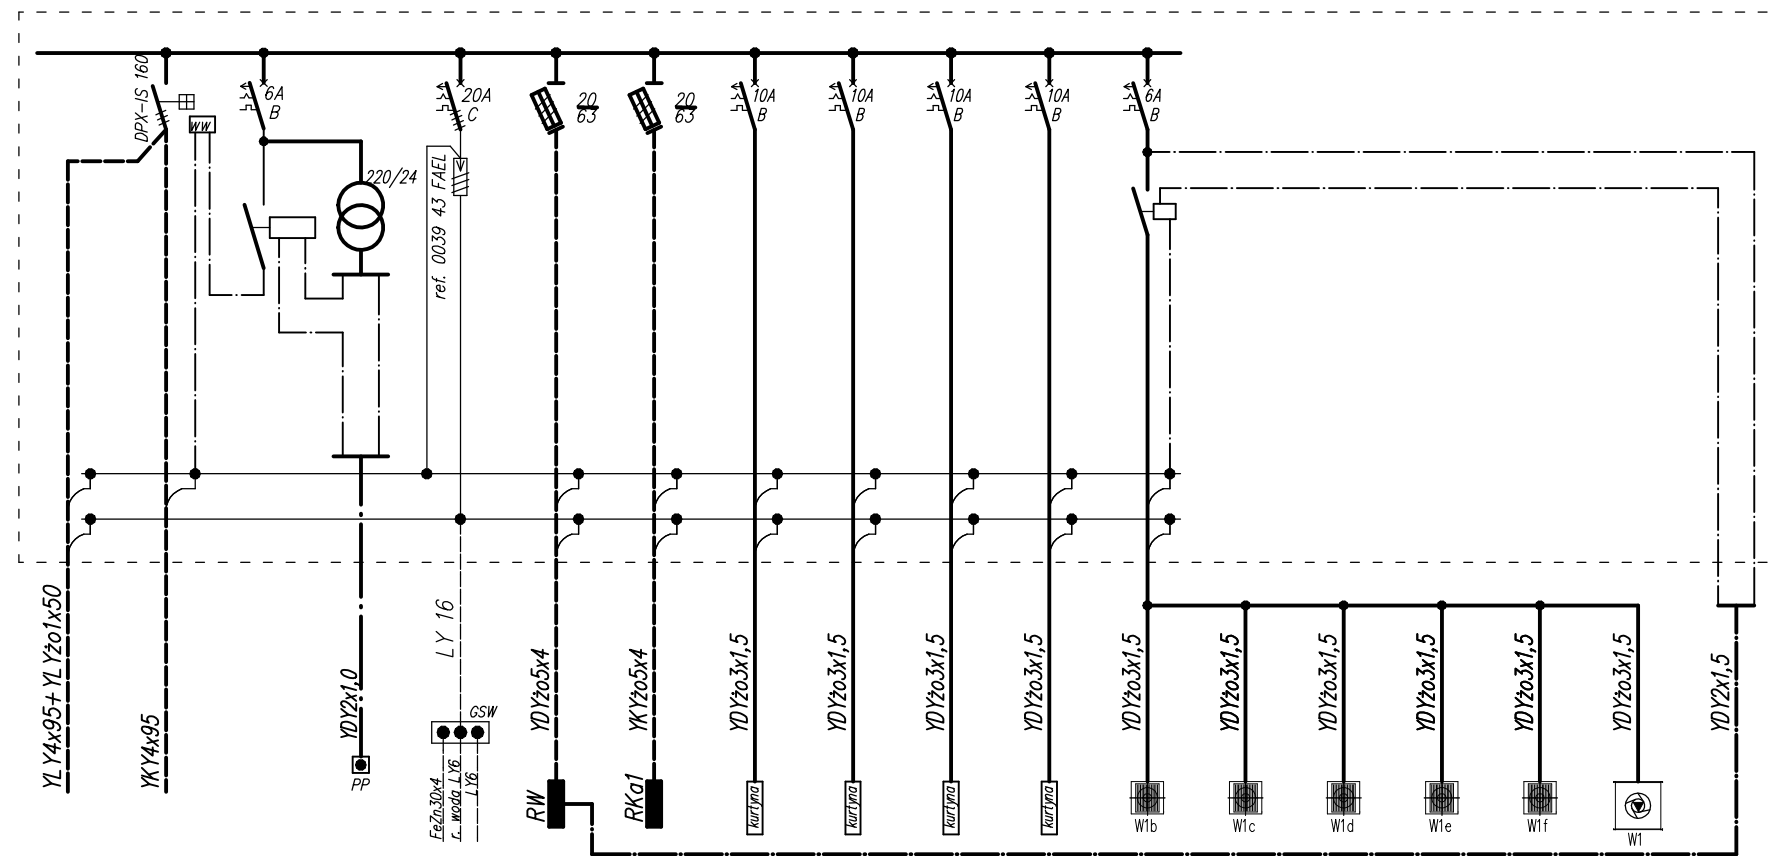 DPX-IS 160
6A
B
20A
C
20
63
20
63
10A
B
10A
B
10A
B
10A
B
6A
B
WW
220/24
ref. 0039 43 FAEL
YLY4x95+YLYżo1x50
YKY4x95
YDY2x1,0
LY 16
YDYżo5x4
YKYżo5x4
YDYżo3x1,5
YDYżo3x1,5
YDYżo3x1,5
YDYżo3x1,5
YDYżo3x1,5
YDYżo3x1,5
YDYżo3x1,5
YDYżo3x1,5
YDYżo3x1,5
YDYżo3x1,5
YDY2x1,5
GSW
PP
FeZn30x4
r. woda LY6
LY6
RW
RKa1
kurtyna
kurtyna
kurtyna
kurtyna
W1b
W1c
W1d
W1e
W1f
W1